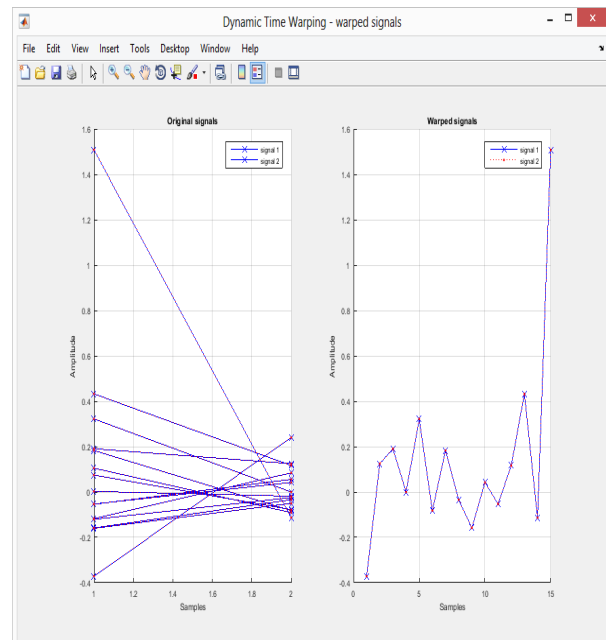 Dynamic Time Warping - warped signals
File Edit View Insert Tools Desktop Window Help
Original signals
signal 1
signal 2
1.6
1.4
1.2
1
0.8
0.6
0.4
0.2
0
-0.2
-0.4
Amplitude
1 1.2 1.4 1.6 1.8 2
Samples
Warped signals
signal 1
signal 2
1.6
1.4
1.2
1
0.8
0.6
0.4
0.2
0
-0.2
-0.4
Amplitude
0 5 10 15
Samples